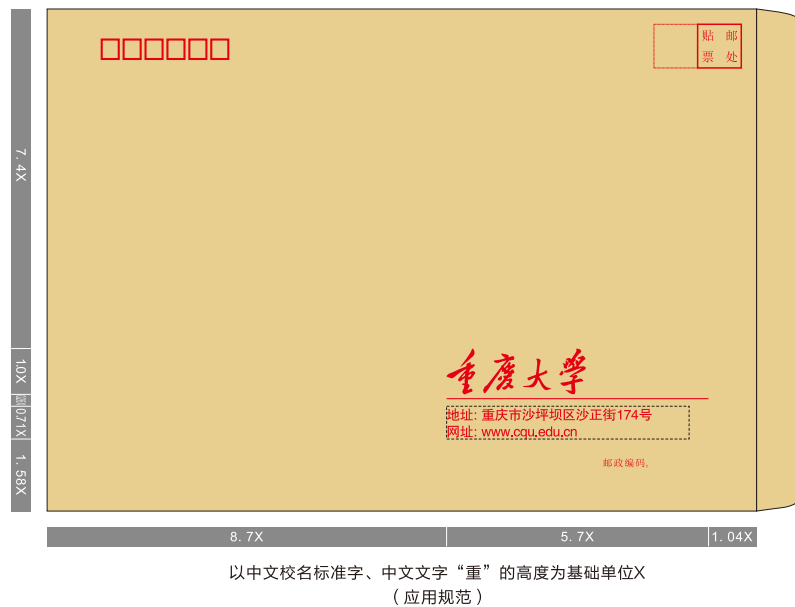 贴 邮
票 处
7.4X
1.0X
0.71X
1.58X
重庆大学
地址: 重庆市沙坪坝区沙正街174号
网址: www.cqu.edu.cn
邮政编码,
8.7X
5.7X
1.04X
以中文校名标准字、中文文字“重”的高度为基础单位X
(应用规范)